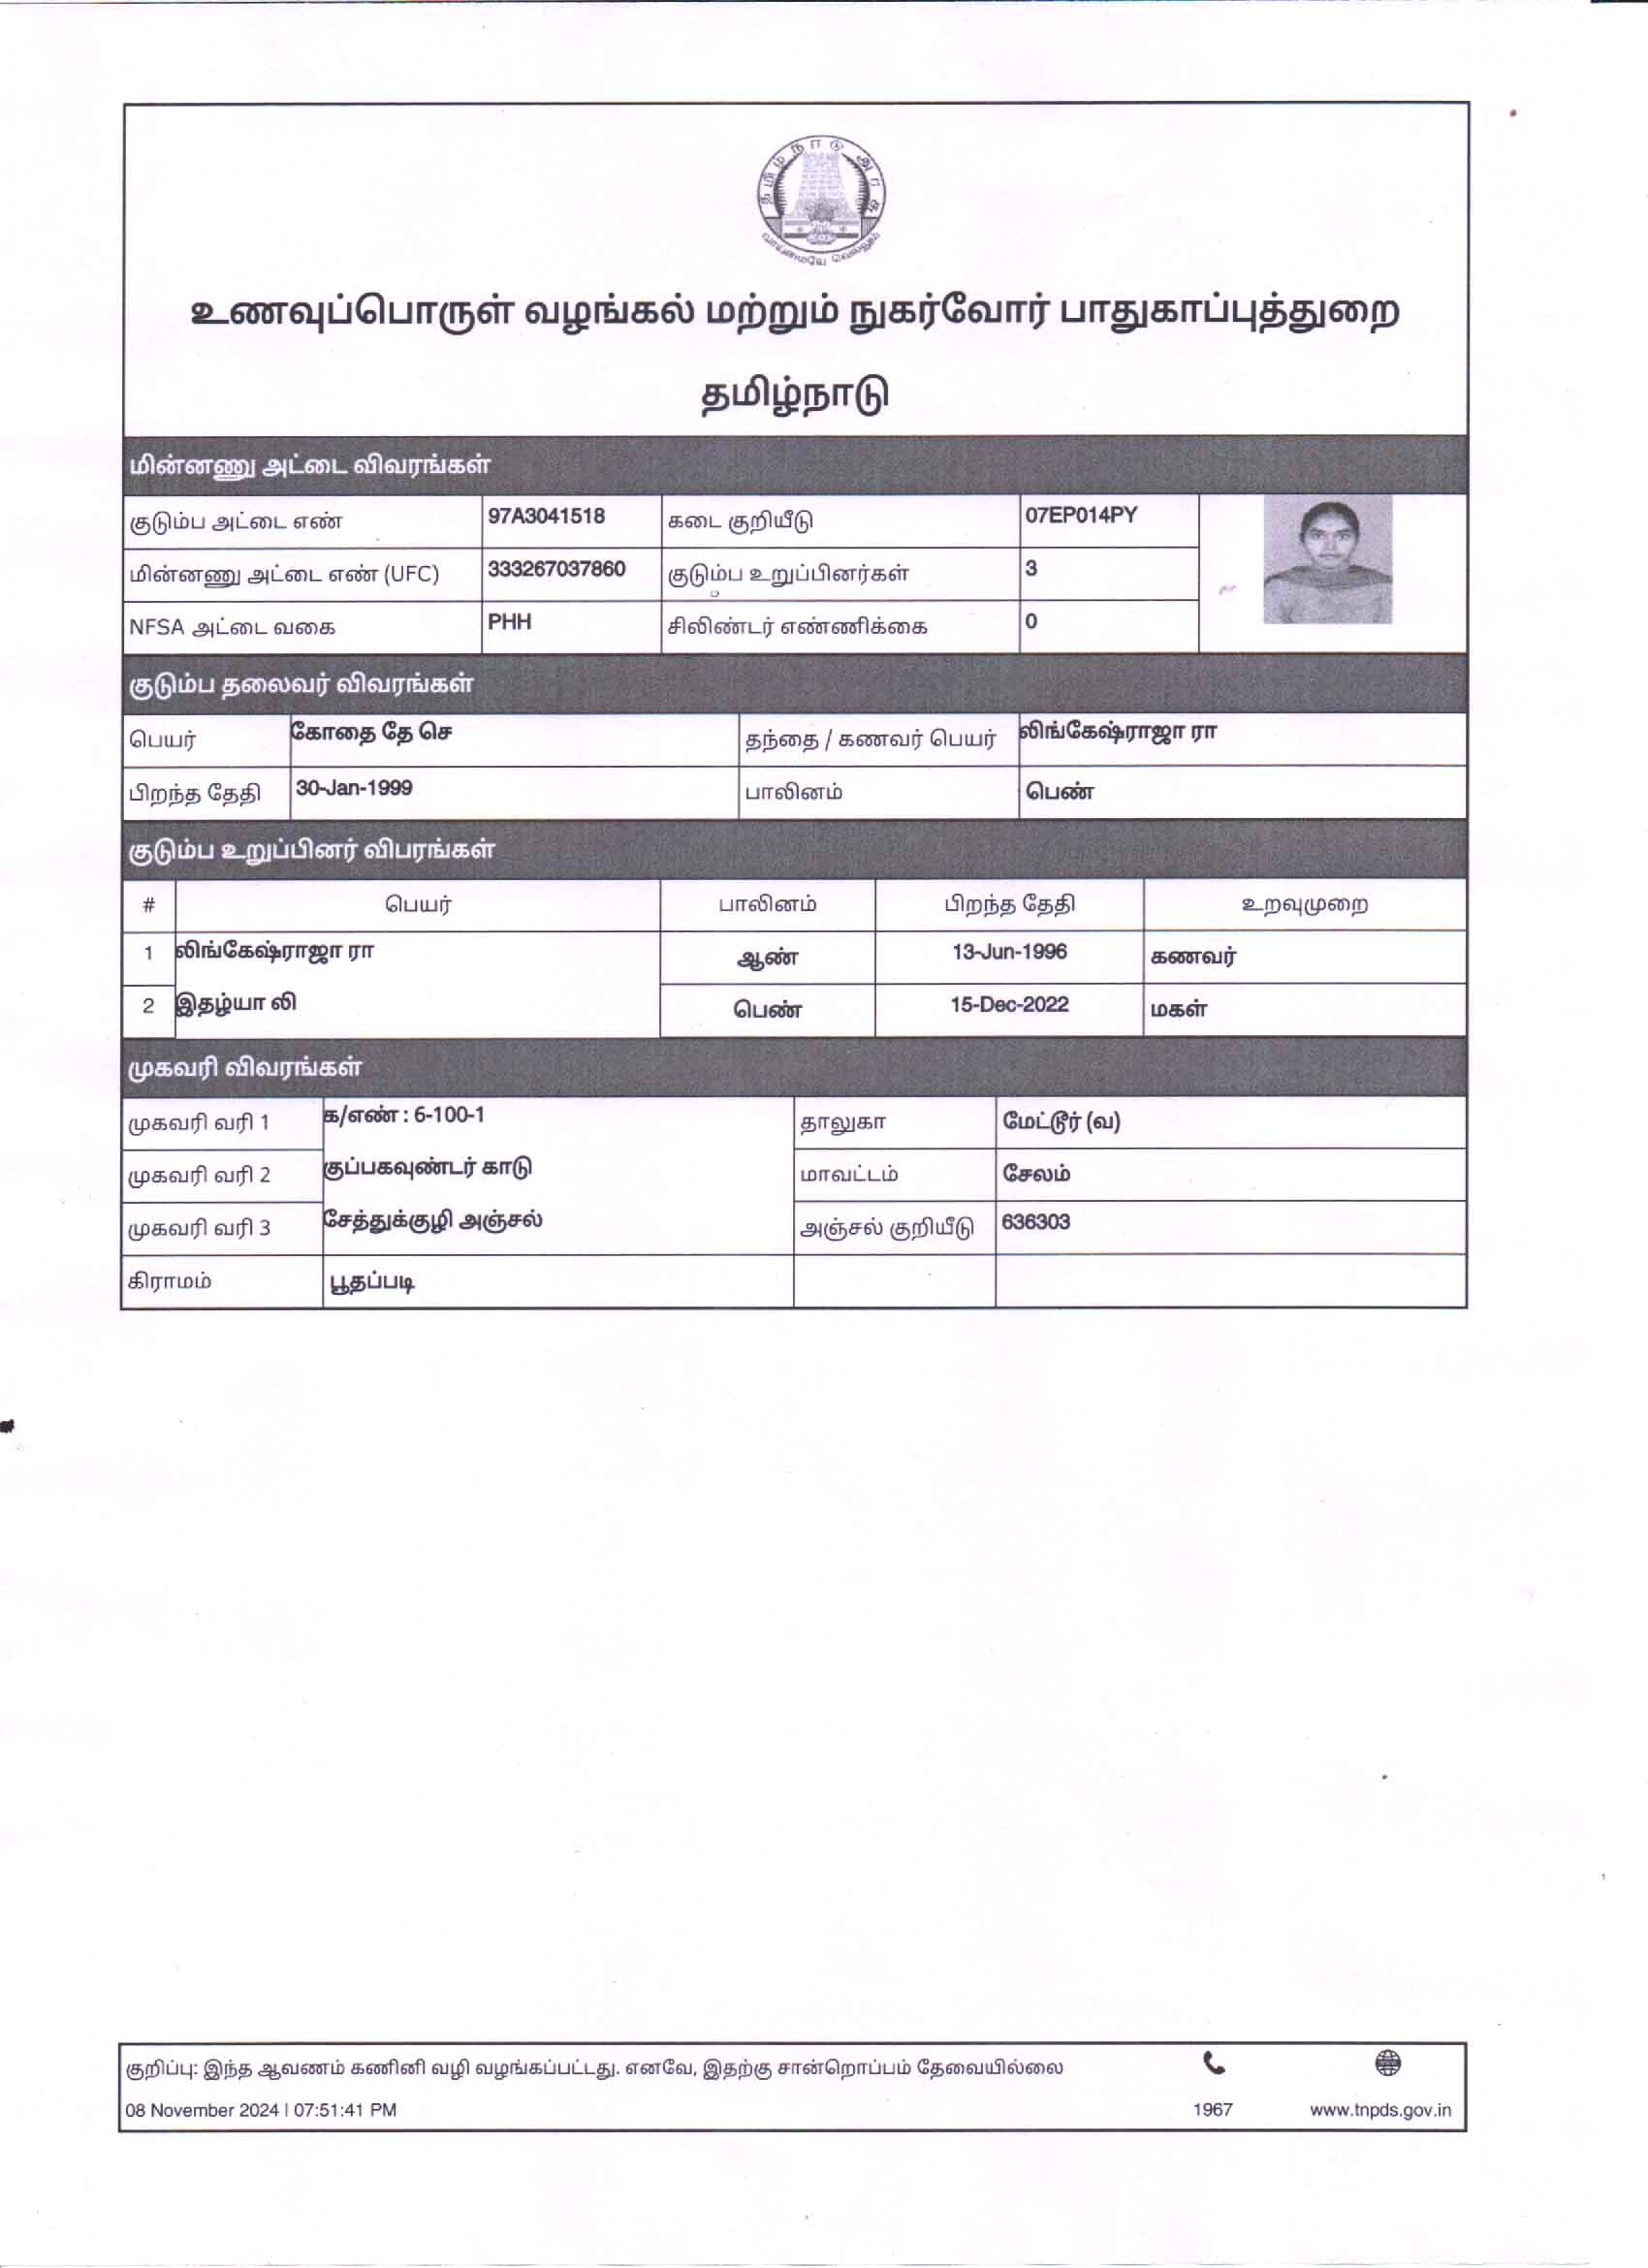 தமிழ்நாடு அரசு
வாய்மையே வெல்லும்
உணவுப்பொருள் வழங்கல் மற்றும் நுகர்வோர் பாதுகாப்புத்துறை
தமிழ்நாடு
மின்னணு அட்டை விவரங்கள்
குடும்ப அட்டை எண் 97A3041518 கடை குறியீடு 07EP014PY
மின்னணு அட்டை எண் (UFC) 333267037860 குடும்ப உறுப்பினர்கள் 3
NFSA அட்டை வகை PHH சிலிண்டர் எண்ணிக்கை 0
குடும்ப தலைவர் விவரங்கள்
பெயர் கோதை தே செ தந்தை / கணவர் பெயர் லிங்கேஷ்ராஜா ரா
பிறந்த தேதி 30-Jan-1999 பாலினம் பெண்
குடும்ப உறுப்பினர் விபரங்கள்
# பெயர் பாலினம் பிறந்த தேதி உறவுமுறை
1 லிங்கேஷ்ராஜா ரா ஆண் 13-Jun-1996 கணவர்
2 இதழ்யா லி பெண் 15-Dec-2022 மகள்
முகவரி விவரங்கள்
முகவரி வரி 1 க/எண் : 6-100-1 தாலுகா மேட்டூர் (வ)
முகவரி வரி 2 குப்பகவுண்டர் காடு மாவட்டம் சேலம்
முகவரி வரி 3 சேத்துக்குழி அஞ்சல் அஞ்சல் குறியீடு 636303
கிராமம் பூதப்படி
குறிப்பு: இந்த ஆவணம் கணினி வழி வழங்கப்பட்டது. எனவே, இதற்கு சான்றொப்பம் தேவையில்லை
08 November 2024 | 07:51:41 PM 1967 www.tnpds.gov.in